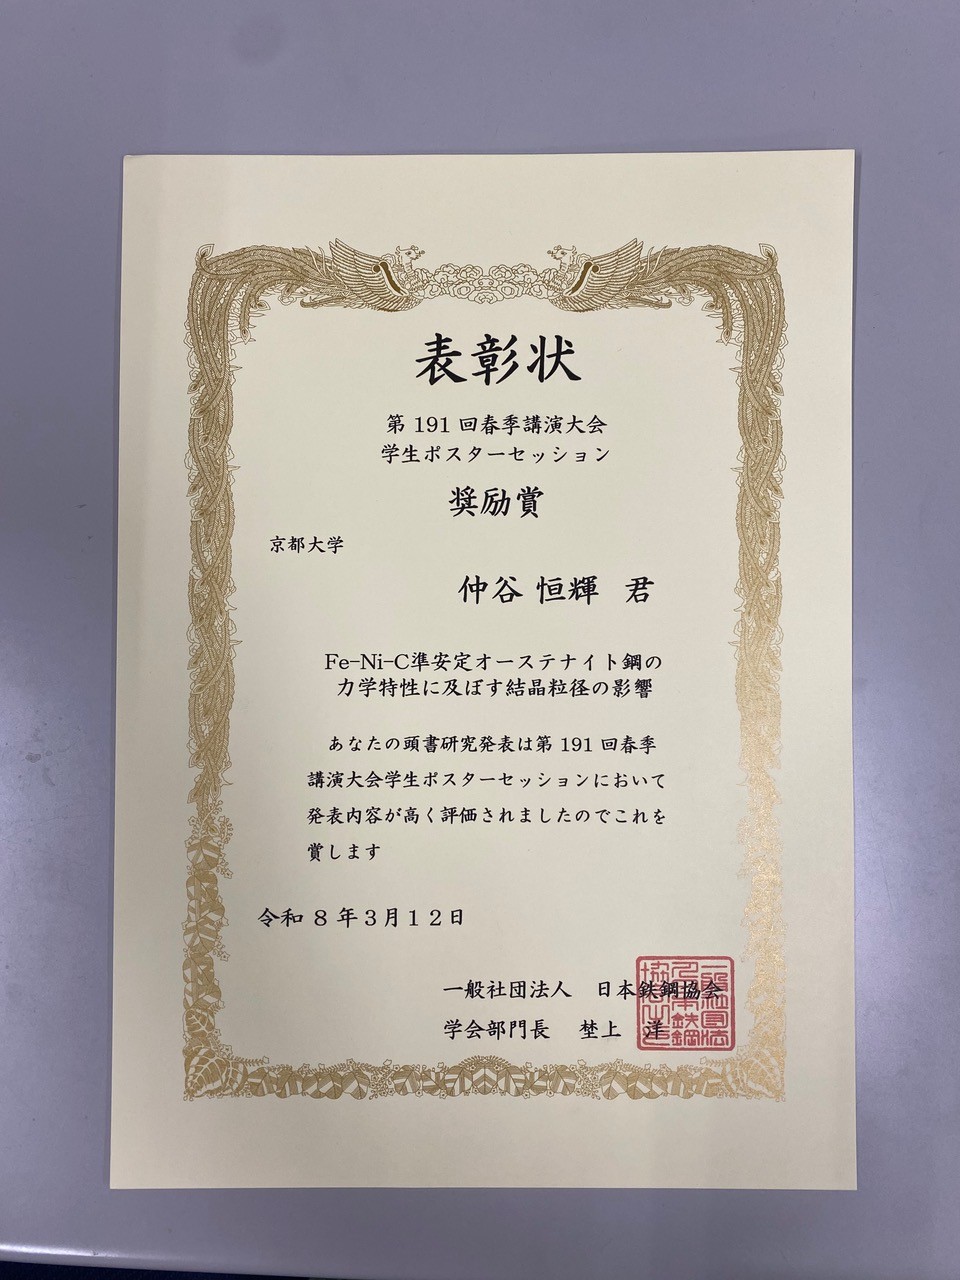 表彰状
第 191 回春季講演大会
学生ポスターセッション
奨励賞
京都大学
仲谷 恒輝 君
Fe-Ni-C準安定オーステナイト鋼の
力学特性に及ぼす結晶粒径の影響
あなたの頭書研究発表は第 191 回春季
講演大会学生ポスターセッションにおいて
発表内容が高く評価されましたのでこれを
賞します
令和 8 年3月12日
一般社団法人 日本鉄鋼協会
学会部門長 埜上 洋